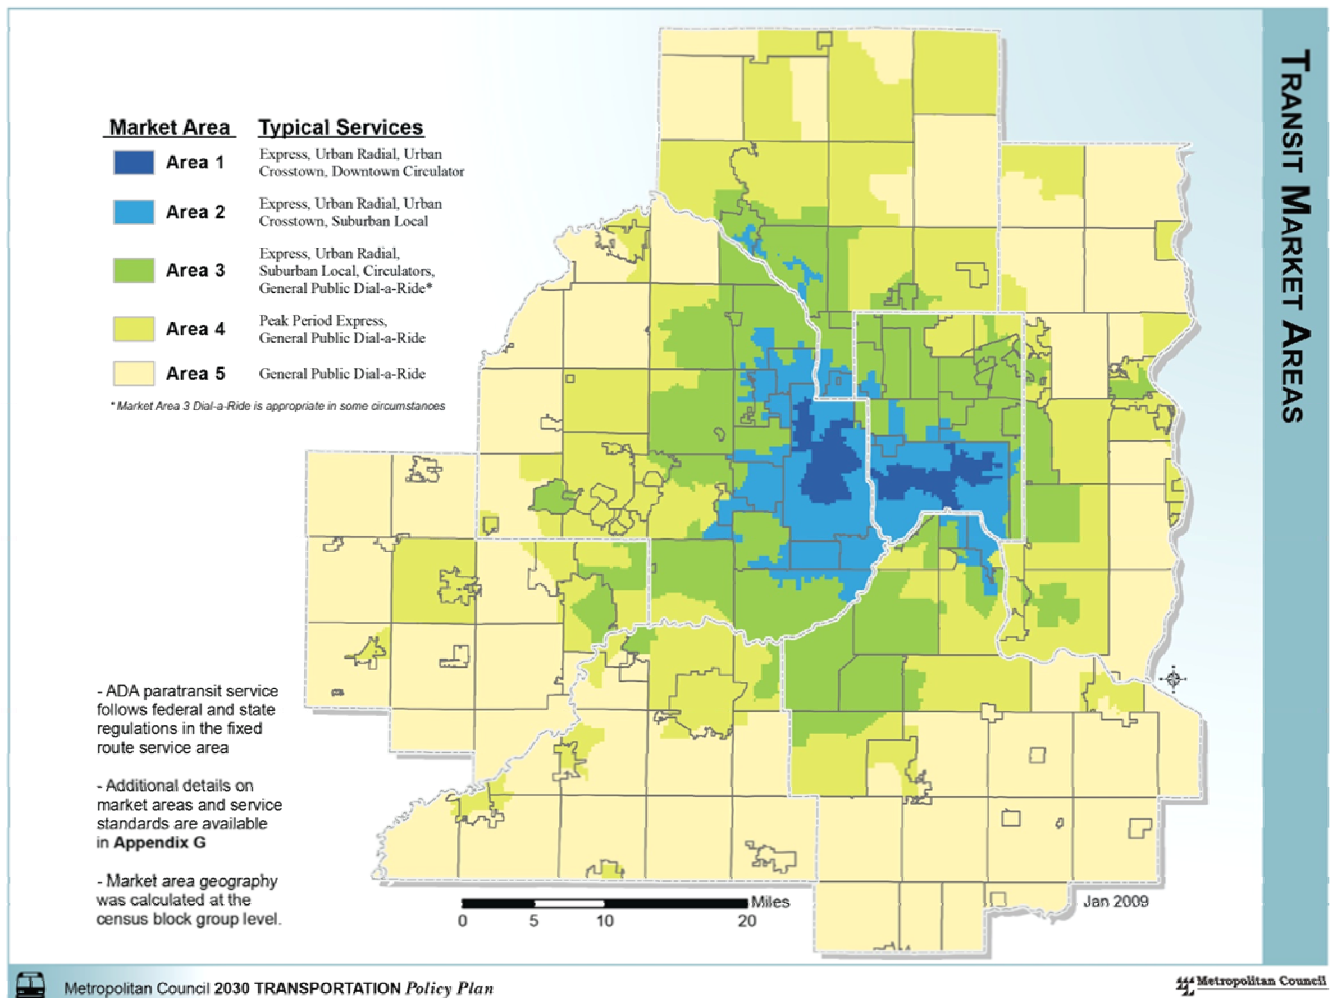 TRANSIT MARKET AREAS
Market Area Typical Services
Area 1 Express, Urban Radial, Urban
Crosstown, Downtown Circulator
Area 2 Express, Urban Radial, Urban
Crosstown, Suburban Local
Area 3 Express, Urban Radial,
Suburban Local, Circulators,
General Public Dial-a-Ride*
Area 4 Peak Period Express,
General Public Dial-a-Ride
Area 5 General Public Dial-a-Ride
* Market Area 3 Dial-a-Ride is appropriate in some circumstances
- ADA paratransit service
follows federal and state
regulations in the fixed
route service area
- Additional details on
market areas and service
standards are available
in Appendix G
- Market area geography
was calculated at the
census block group level.
Miles
0 5 10 20
Jan 2009
Metropolitan Council 2030 TRANSPORTATION Policy Plan
Metropolitan Council